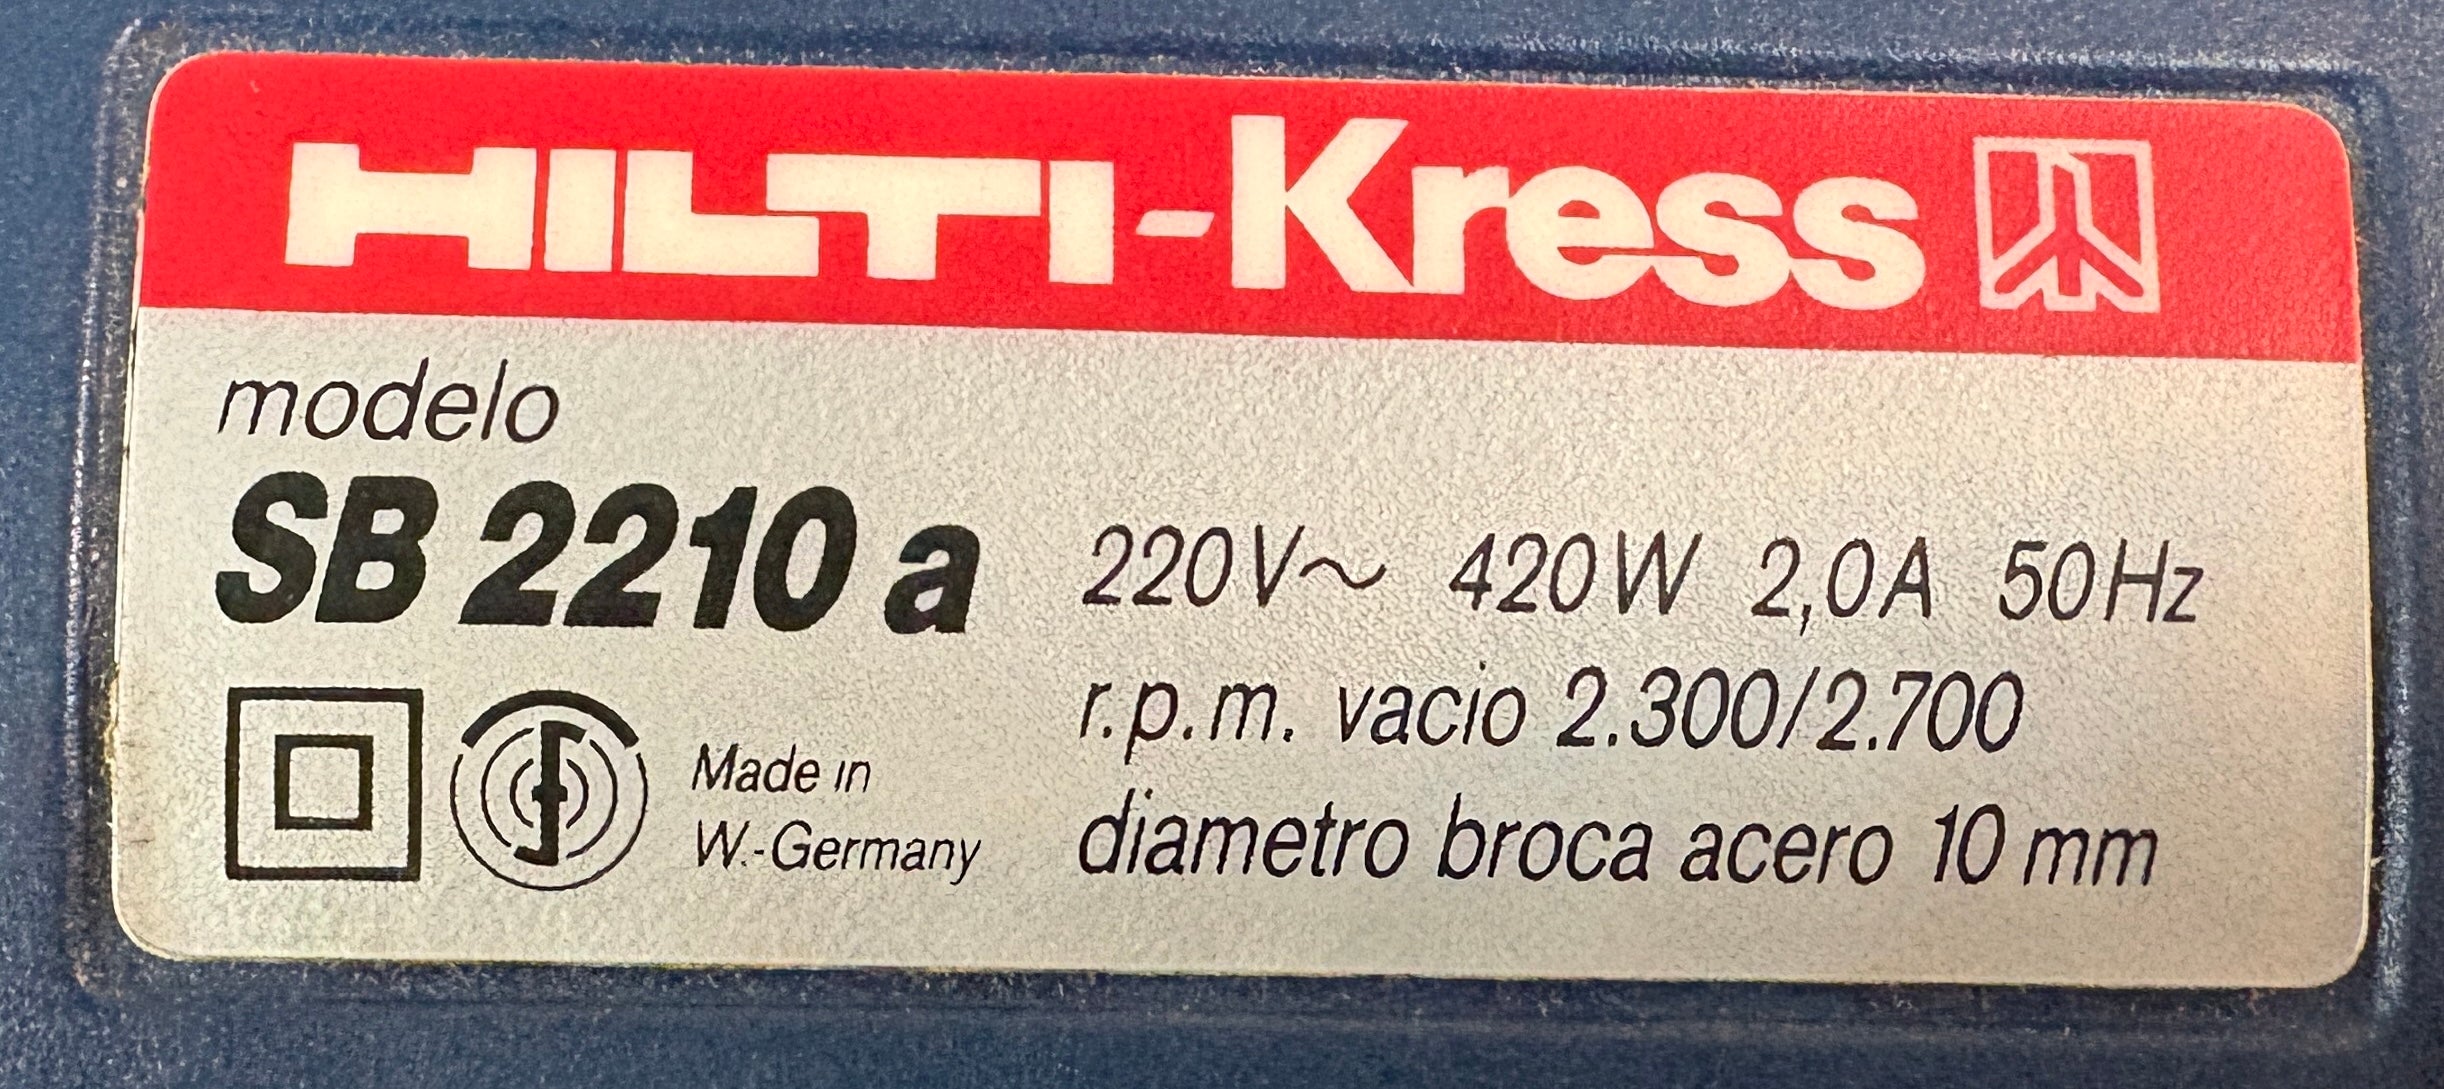 HILTI-Kress
modelo
SB 2210 a
220V~ 420W 2,0A 50Hz
r.p.m. vacio 2.300/2.700
diametro broca acero 10 mm
Made in
W.-Germany